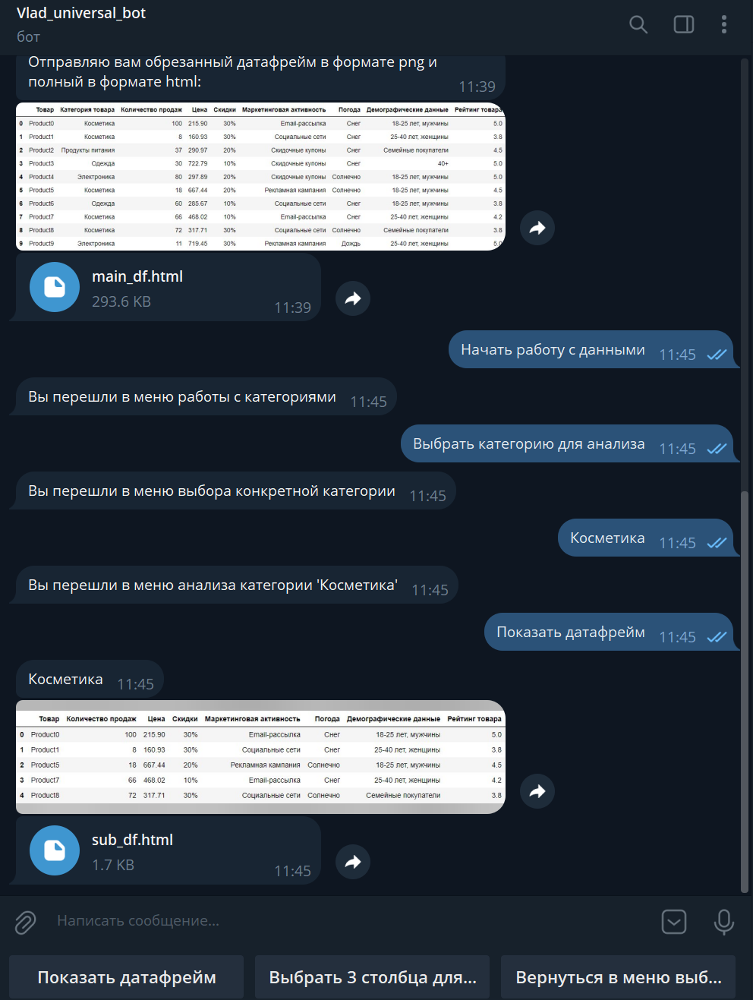 Vlad_universal_bot
бот
Отправляю вам обрезанный датафрейм в формате png и
полный в формате html:
11:39
Товар Категория товара Количество продаж Цена Скидки Маркетинговая активность Погода Демографические данные Рейтинг товара
0 Product0 Косметика 100 215.90 30% Email-рассылка Снег 18-25 лет, мужчины 5.0
1 Product1 Косметика 8 160.93 30% Социальные сети Снег 25-40 лет, женщины 3.8
2 Product2 Продукты питания 37 290.97 20% Скидочные купоны Снег Семейные покупатели 4.5
3 Product3 Одежда 30 722.79 10% Скидочные купоны Снег 40+ 5.0
4 Product4 Электроника 80 297.89 20% Скидочные купоны Солнечно 18-25 лет, мужчины 5.0
5 Product5 Косметика 18 667.44 20% Рекламная кампания Солнечно 18-25 лет, мужчины 4.5
6 Product6 Одежда 60 285.67 10% Социальные сети Снег 18-25 лет, мужчины 3.8
7 Product7 Косметика 66 468.02 10% Email-рассылка Снег 25-40 лет, женщины 4.2
8 Product8 Косметика 72 317.71 30% Социальные сети Солнечно Семейные покупатели 3.8
9 Product9 Электроника 11 719.45 30% Рекламная кампания Дождь 25-40 лет, женщины 5.0
main_df.html
293.6 KB
11:39
Начать работу с данными 11:45
Вы перешли в меню работы с категориями 11:45
Выбрать категорию для анализа 11:45
Вы перешли в меню выбора конкретной категории 11:45
Косметика 11:45
Вы перешли в меню анализа категории 'Косметика' 11:45
Показать датафрейм 11:45
Косметика 11:45
Товар Количество продаж Цена Скидки Маркетинговая активность Погода Демографические данные Рейтинг товара
0 Product0 100 215.90 30% Email-рассылка Снег 18-25 лет, мужчины 5.0
1 Product1 8 160.93 30% Социальные сети Снег 25-40 лет, женщины 3.8
2 Product5 18 667.44 20% Рекламная кампания Солнечно 18-25 лет, мужчины 4.5
3 Product7 66 468.02 10% Email-рассылка Снег 25-40 лет, женщины 4.2
4 Product8 72 317.71 30% Социальные сети Солнечно Семейные покупатели 3.8
sub_df.html
1.7 KB
11:45
Написать сообщение...
Показать датафрейм Выбрать 3 столбца для... Вернуться в меню выб...